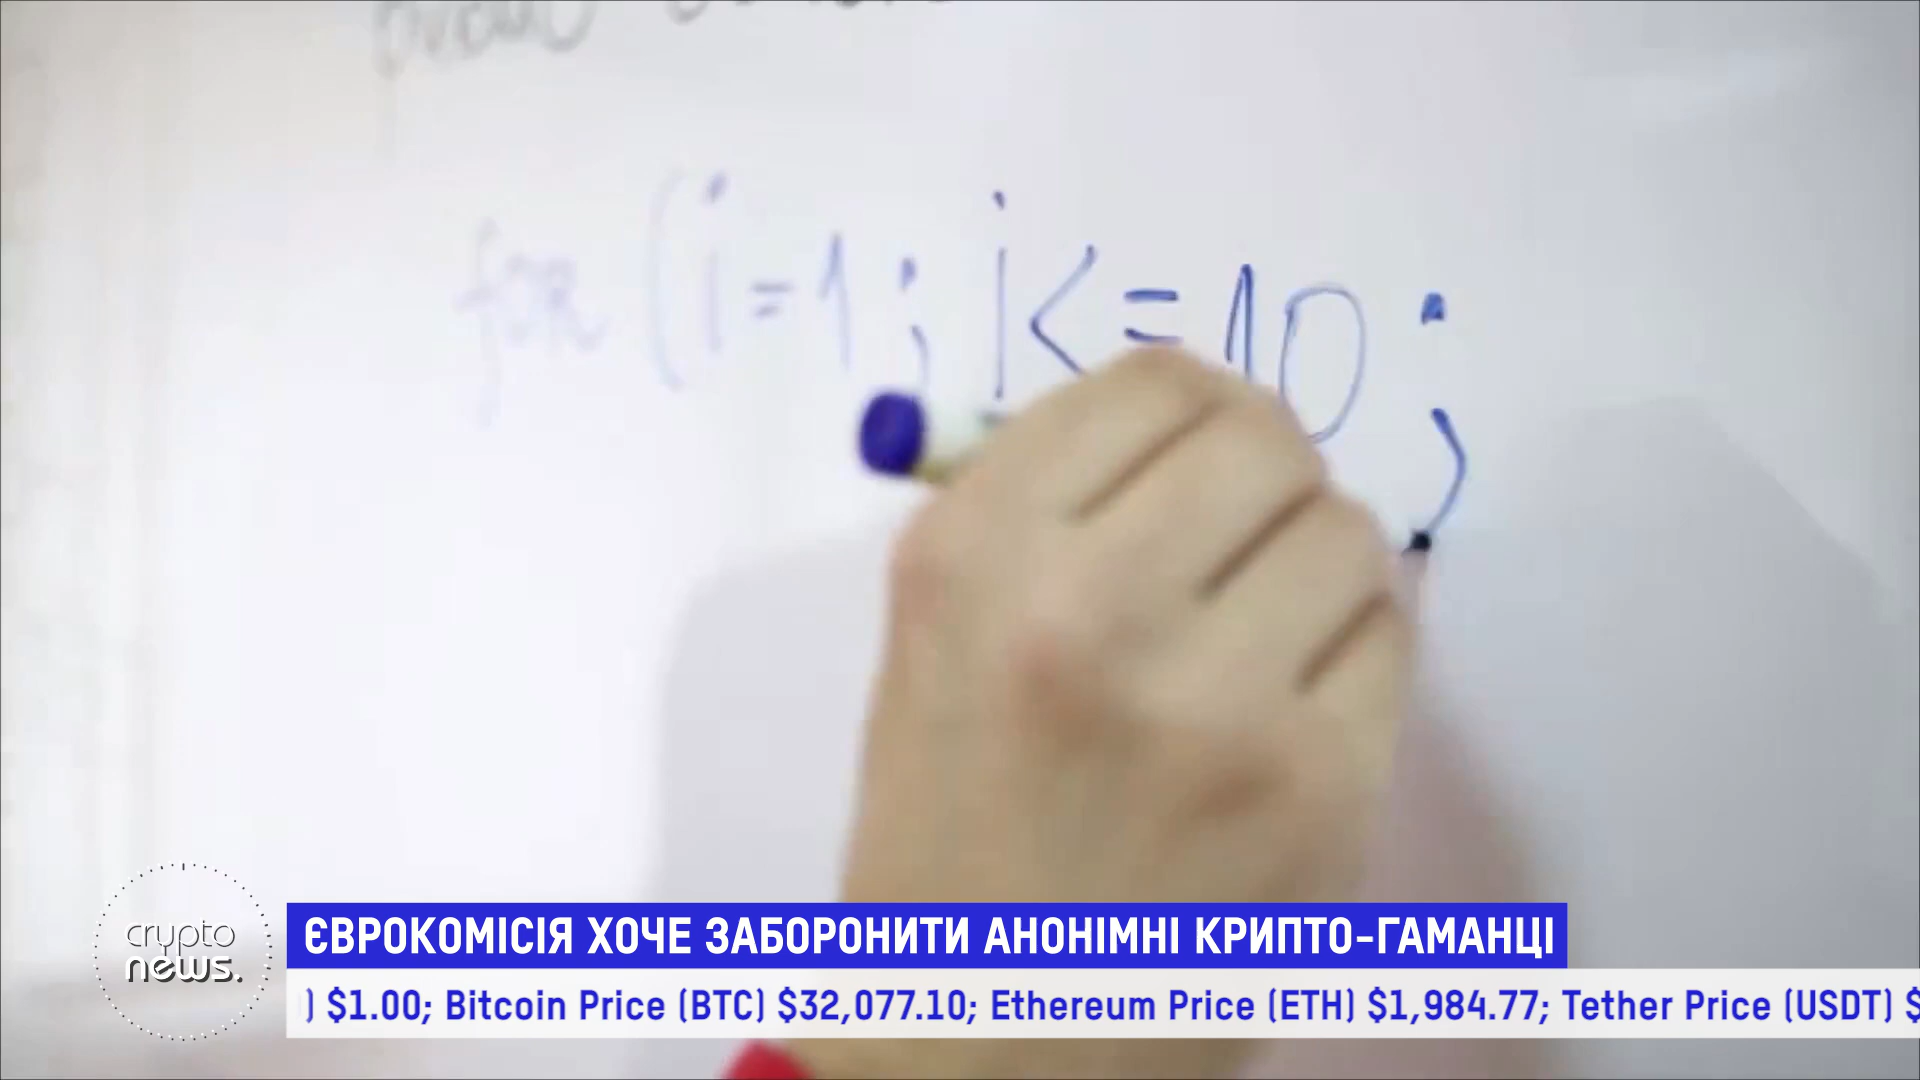 for (i=1; i<=10;
crypto
news.
ЄВРОКОМІСІЯ ХОЧЕ ЗАБОРОНИТИ АНОНІМНІ КРИПТО-ГАМАНЦІ
) $1.00; Bitcoin Price (BTC) $32,077.10; Ethereum Price (ETH) $1,984.77; Tether Price (USDT) $